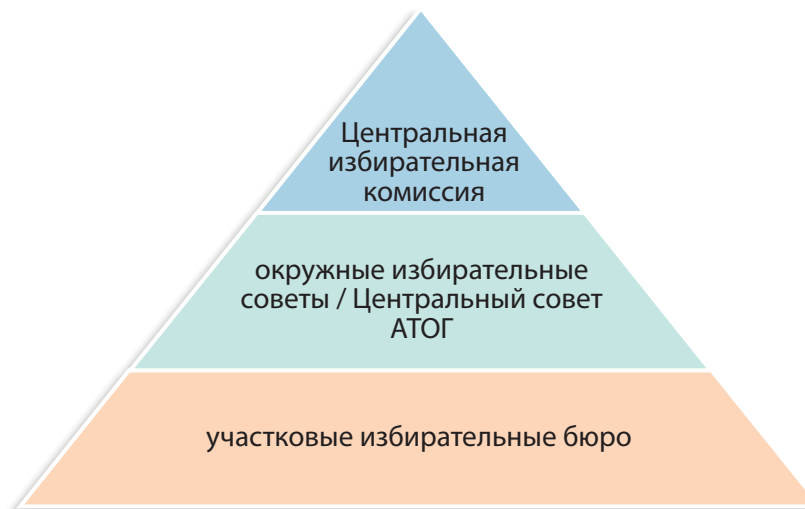 Центральная
избирательная
комиссия
окружные избирательные
советы / Центральный совет
АТОГ
участковые избирательные бюро